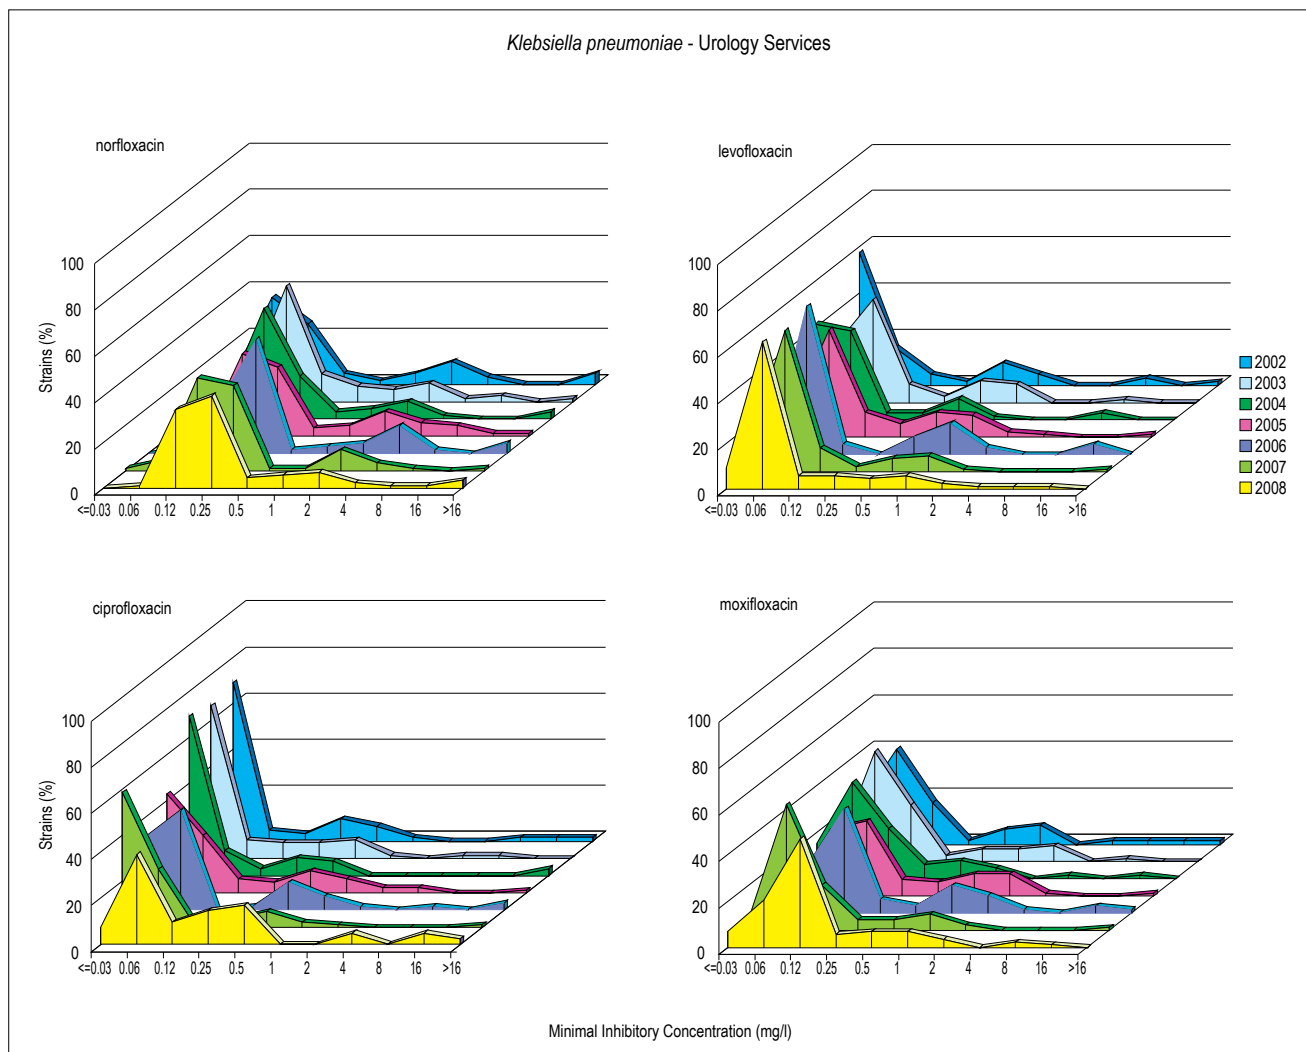 Klebsiella pneumoniae - Urology Services
norfloxacin
100
80
60
40
20
0
Strains (%)
<=0.03 0.06 0.12 0.25 0.5 1 2 4 8 16 >16
levofloxacin
100
80
60
40
20
0
<=0.03 0.06 0.12 0.25 0.5 1 2 4 8 16 >16
2002
2003
2004
2005
2006
2007
2008
ciprofloxacin
100
80
60
40
20
0
Strains (%)
<=0.03 0.06 0.12 0.25 0.5 1 2 4 8 16 >16
moxifloxacin
100
80
60
40
20
0
<=0.03 0.06 0.12 0.25 0.5 1 2 4 8 16 >16
Minimal Inhibitory Concentration (mg/l)